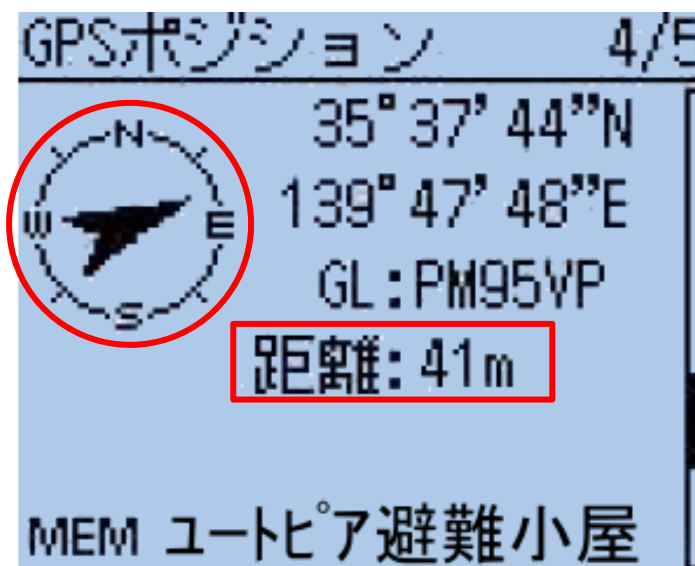 GPSポジション 4/5
N
W E
S
35°37'44"N
139°47'48"E
GL:PM95VP
距離:41m
MEM ユートピア避難小屋